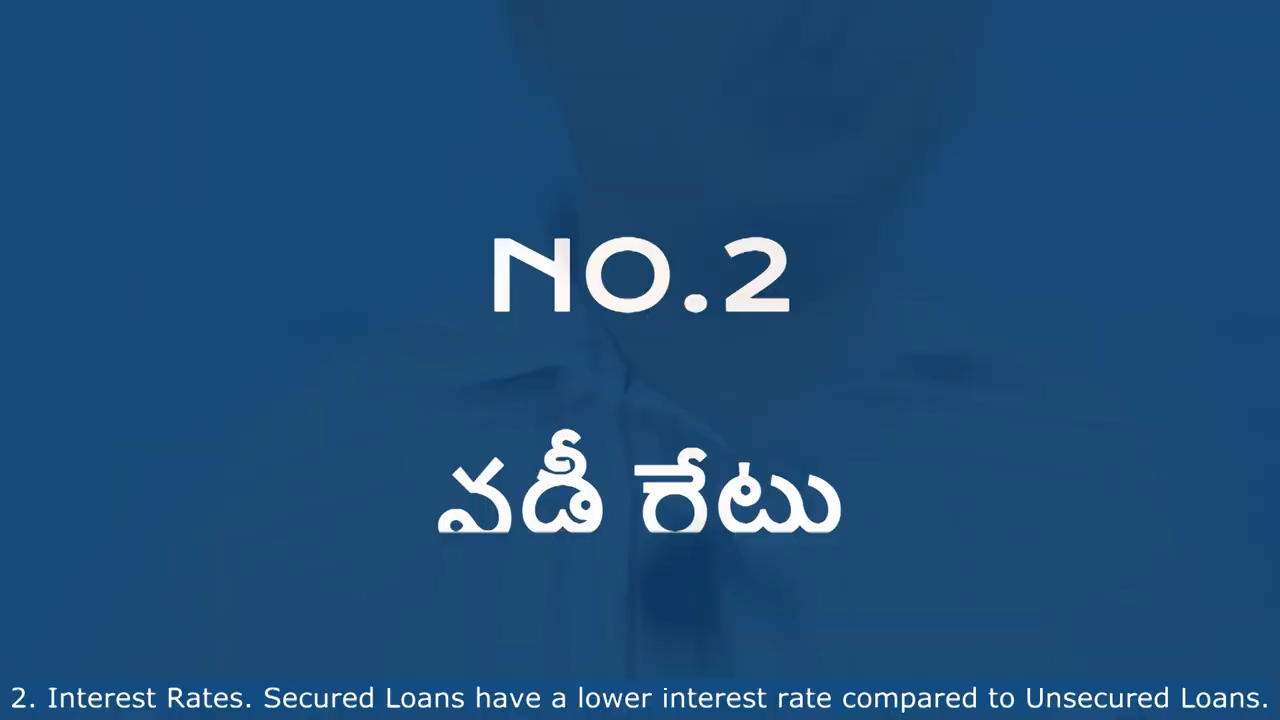 NO.2
వడీ రేటు
2. Interest Rates. Secured Loans have a lower interest rate compared to Unsecured Loans.